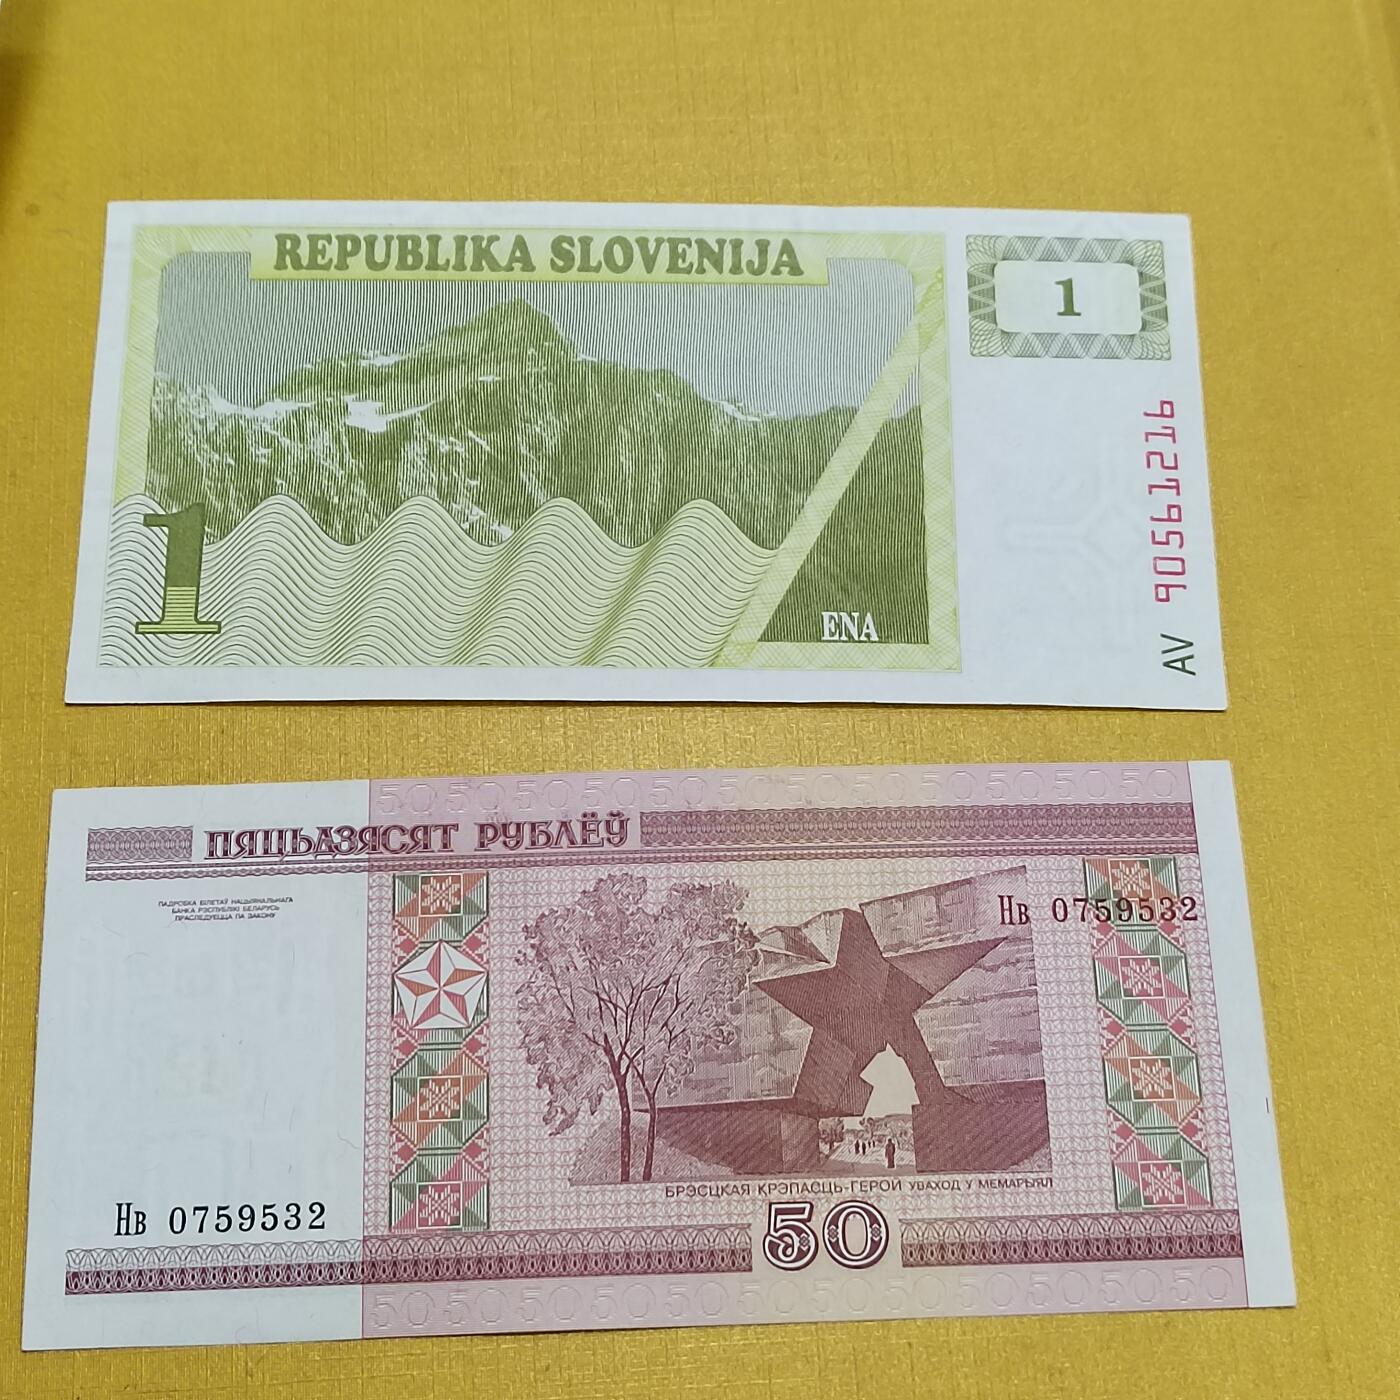 REPUBLIKA SLOVENIJA
1
1
ENA
AV 90561216
ПЯЦЬДЗЯСЯТ РУБЛЁЎ
ПАДРОБКА БІЛЕТАЎ НАЦЫЯНАЛЬНАГА
БАНКА РЭСПУБЛІКІ БЕЛАРУСЬ
ПРАСЛЕДУЕЦЦА ПА ЗАКОНУ
Нв 0759532
БРЭСЦКАЯ КРЭПАСЦЬ-ГЕРОЙ УВАХОД У МЕМАРЫЯЛ
Нв 0759532
50